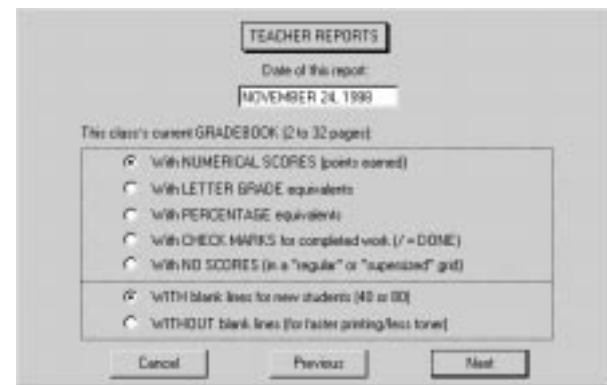 TEACHER REPORTS
Date of this report:
NOVEMBER 24, 1998
This class's current GRADEBOOK (2 to 32 pages)
With NUMERICAL SCORES (points earned)
With LETTER GRADE equivalents
With PERCENTAGE equivalents
With CHECK MARKS for completed work (/ = DONE)
With NO SCORES (in a "regular" or "supersized" grid)
WITH blank lines for new students (40 or 80)
WITHOUT blank lines (for faster printing/less toner)
Cancel Previous Next